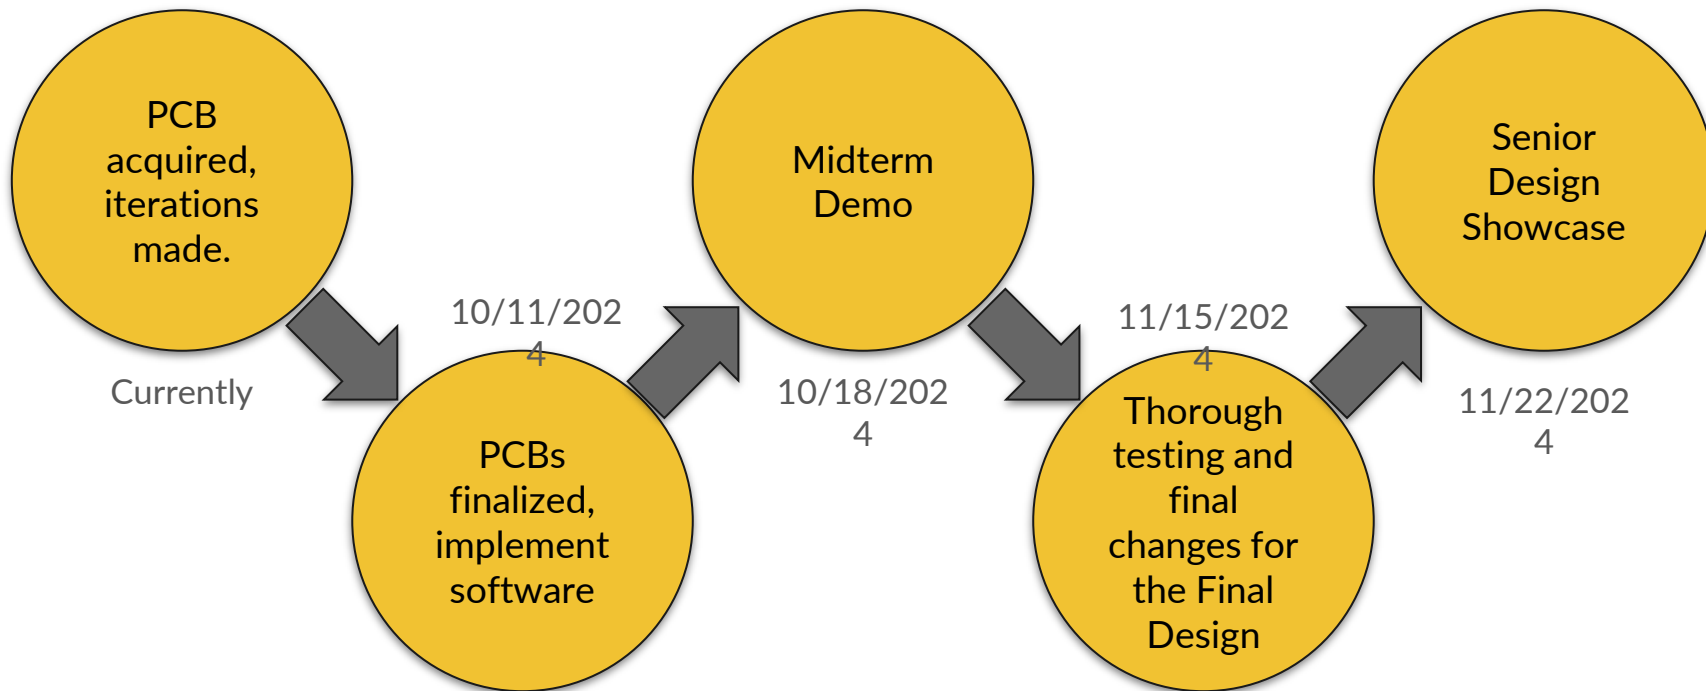 PCB
acquired,
iterations
made.
Currently
10/11/202
4
PCBs
finalized,
implement
software
Midterm
Demo
10/18/202
4
11/15/202
4
Thorough
testing and
final
changes for
the Final
Design
Senior
Design
Showcase
11/22/202
4